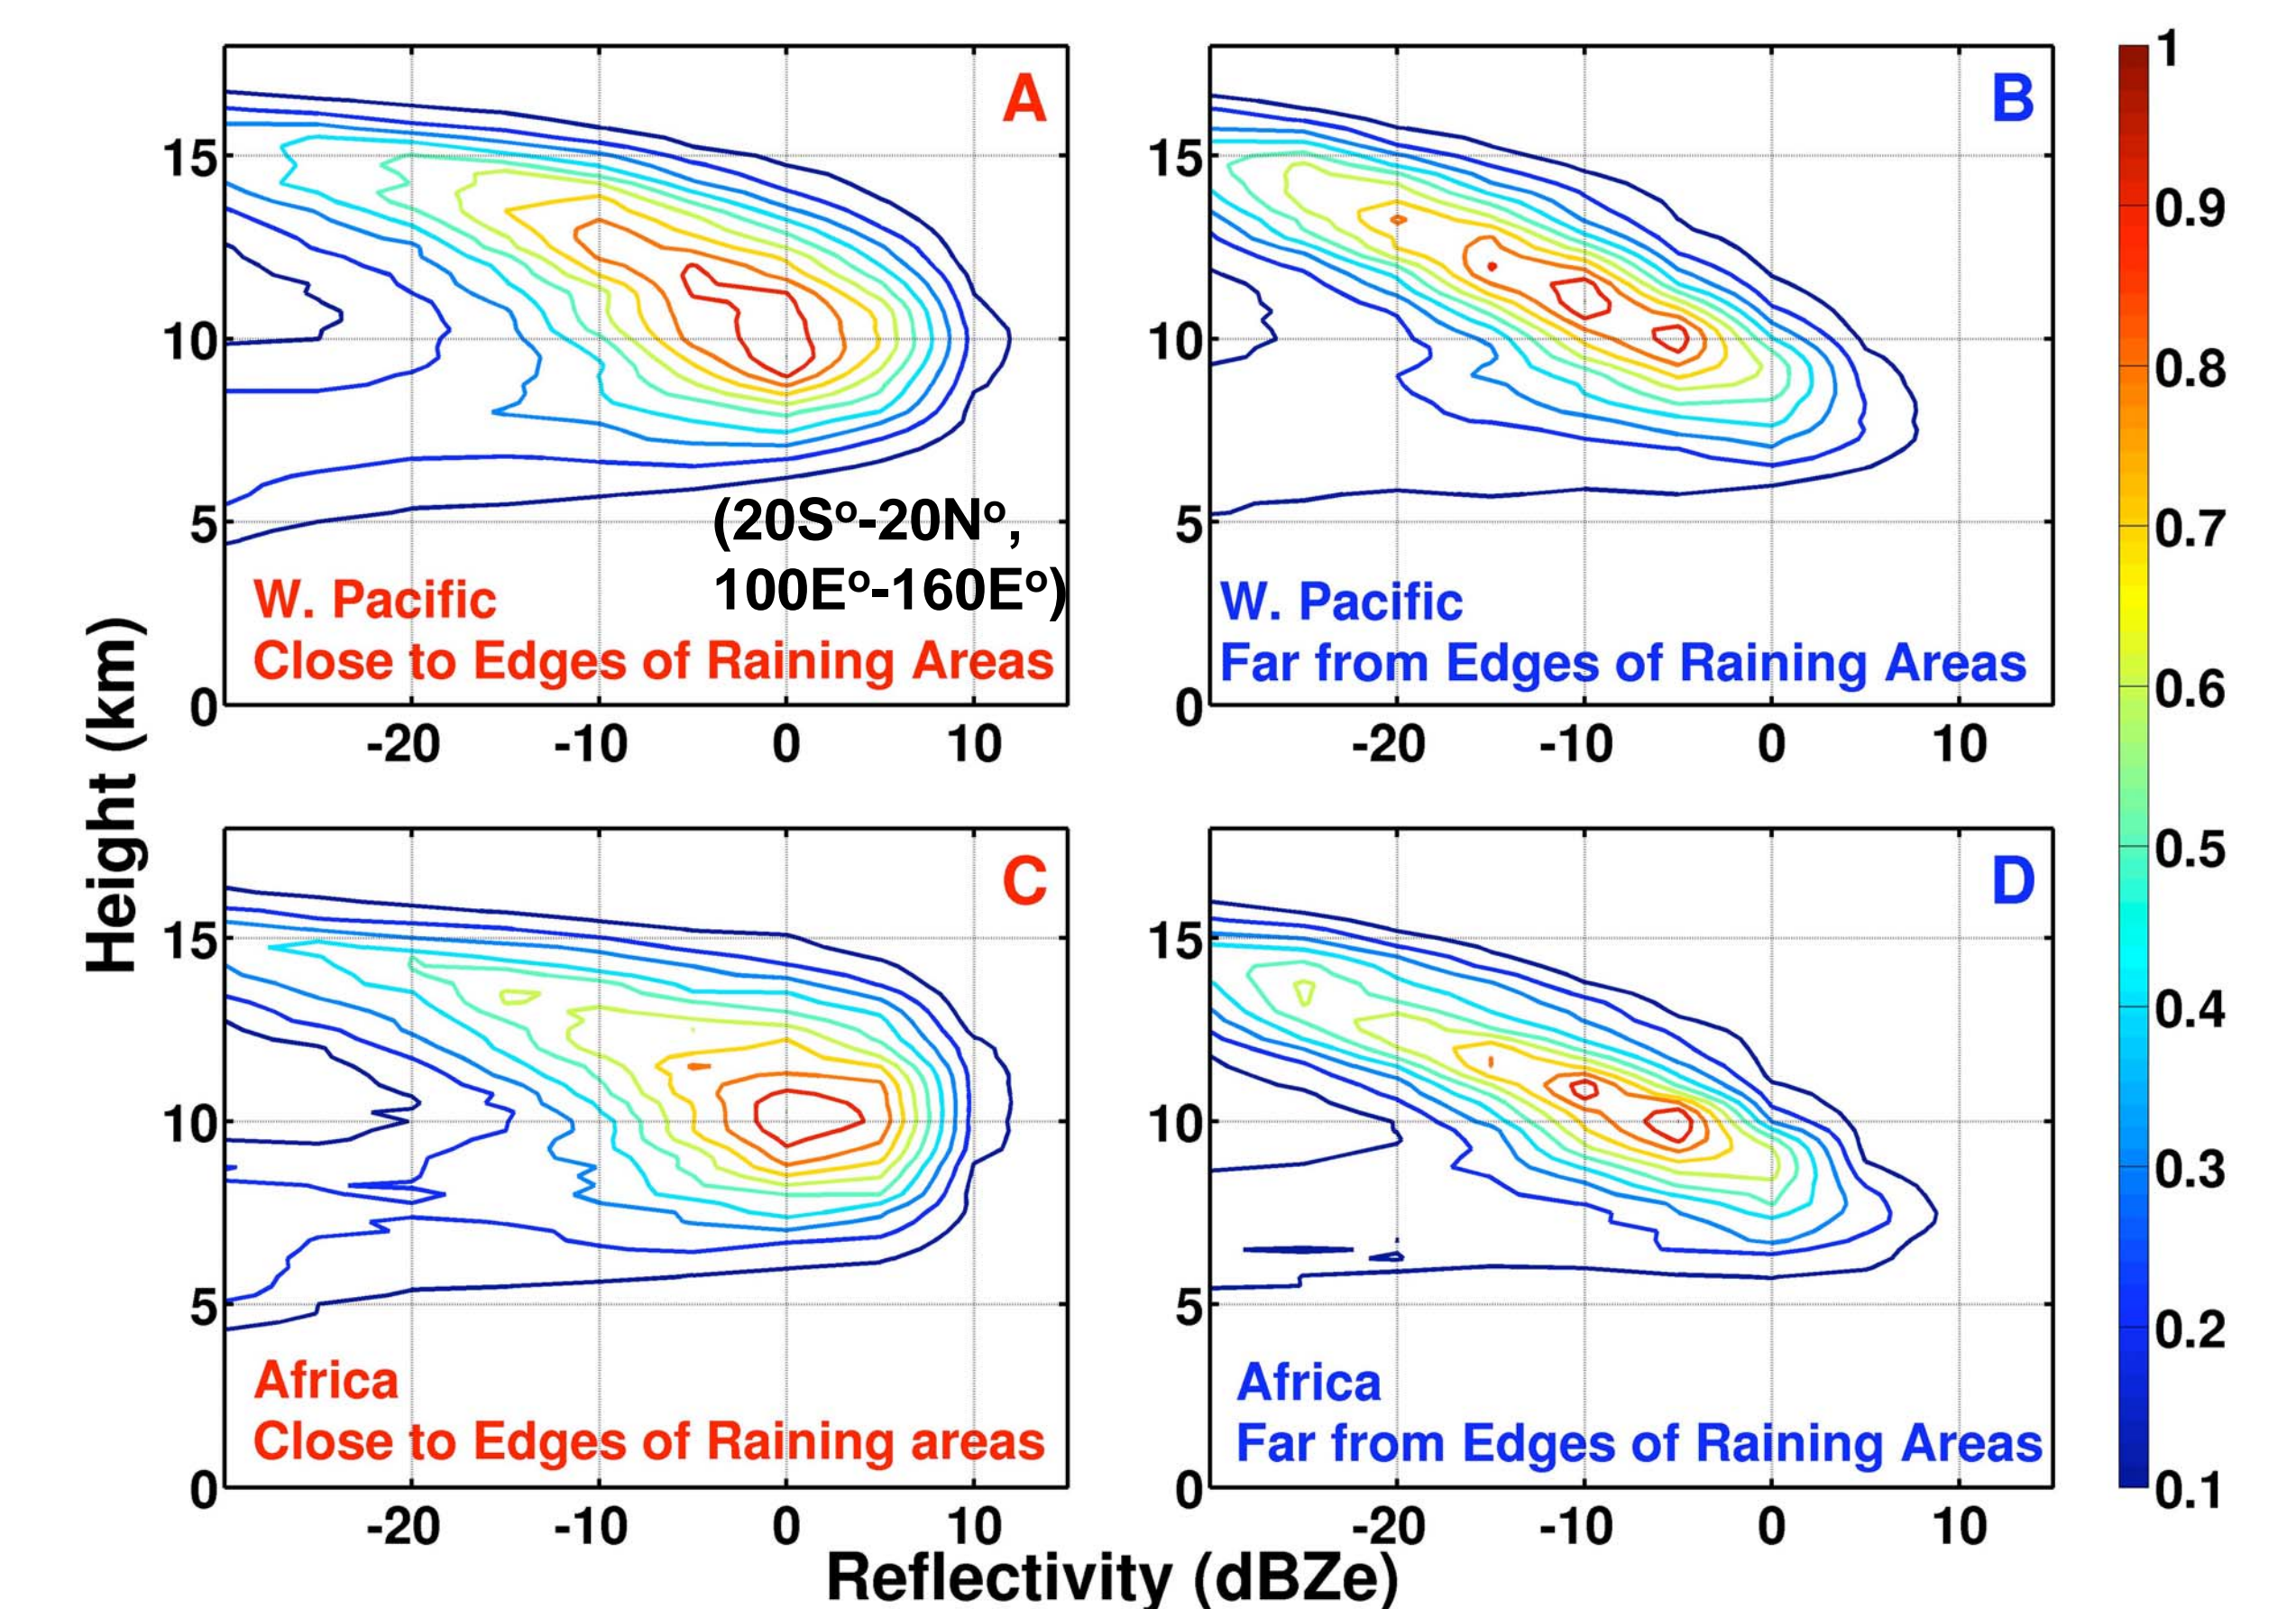 A
15
10
5
0
(20Sº-20Nº,
100Eº-160Eº)
W. Pacific
Close to Edges of Raining Areas
-20 -10 0 10
B
15
10
5
0
W. Pacific
Far from Edges of Raining Areas
-20 -10 0 10
C
15
10
5
0
Africa
Close to Edges of Raining areas
-20 -10 0 10
D
15
10
5
0
Africa
Far from Edges of Raining Areas
-20 -10 0 10
Height (km)
Reflectivity (dBZe)
1
0.9
0.8
0.7
0.6
0.5
0.4
0.3
0.2
0.1